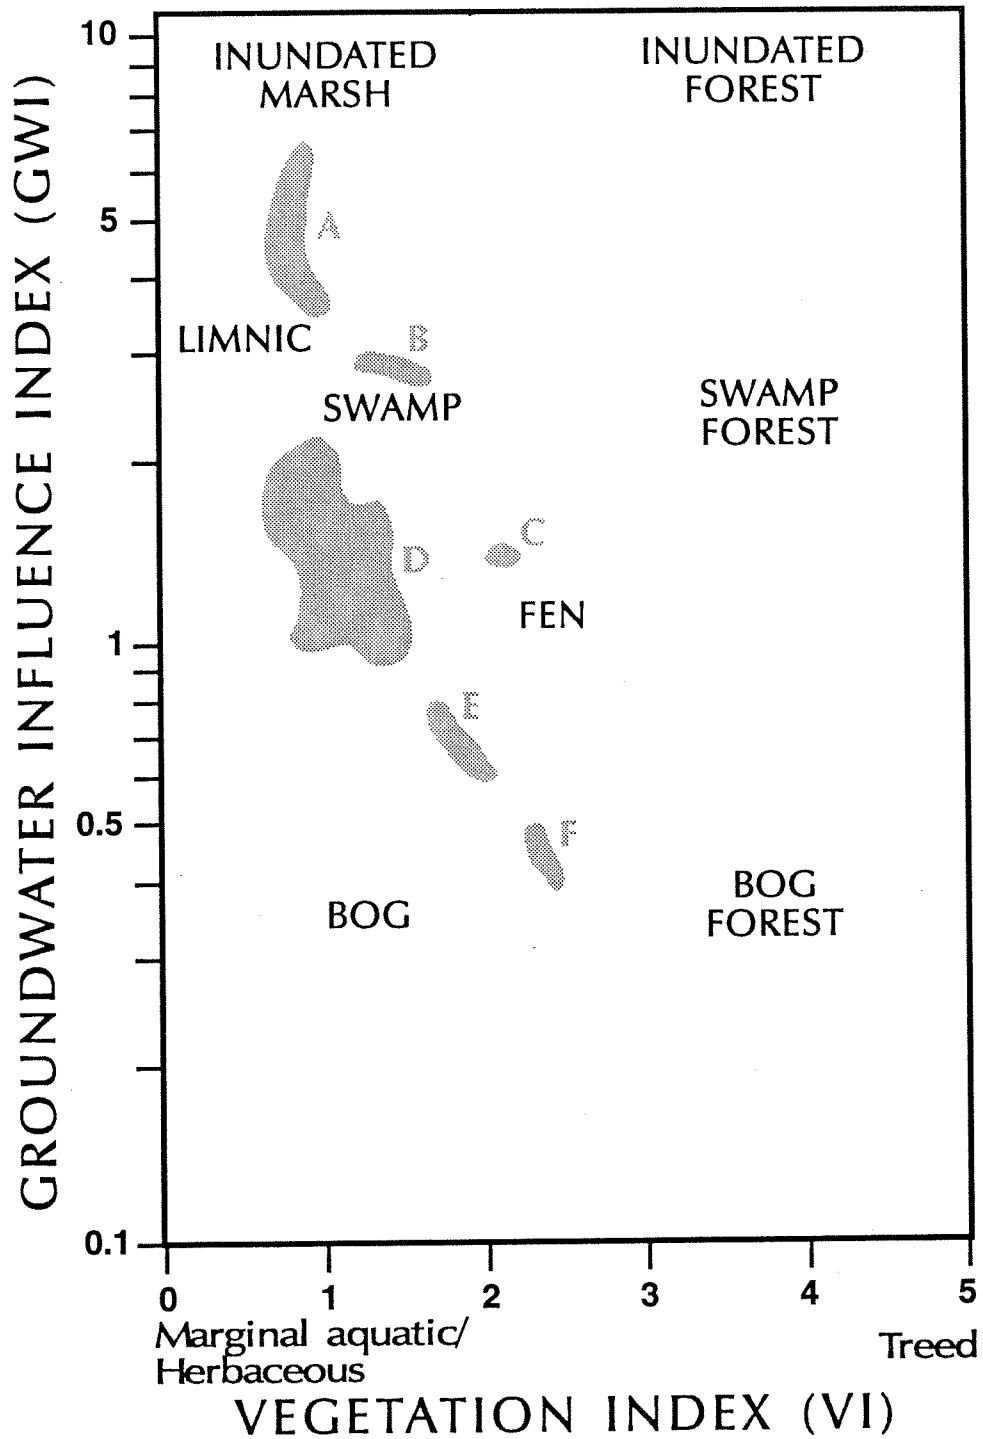 10
INUNDATED
MARSH
INUNDATED
FOREST
5
A
LIMNIC
B
SWAMP
SWAMP
FOREST
C
D
FEN
1
E
0.5
F
BOG
BOG
FOREST
0.1
0 1 2 3 4 5
Marginal aquatic/
Herbaceous
Treed
VEGETATION INDEX (VI)
GROUNDWATER INFLUENCE INDEX (GWI)